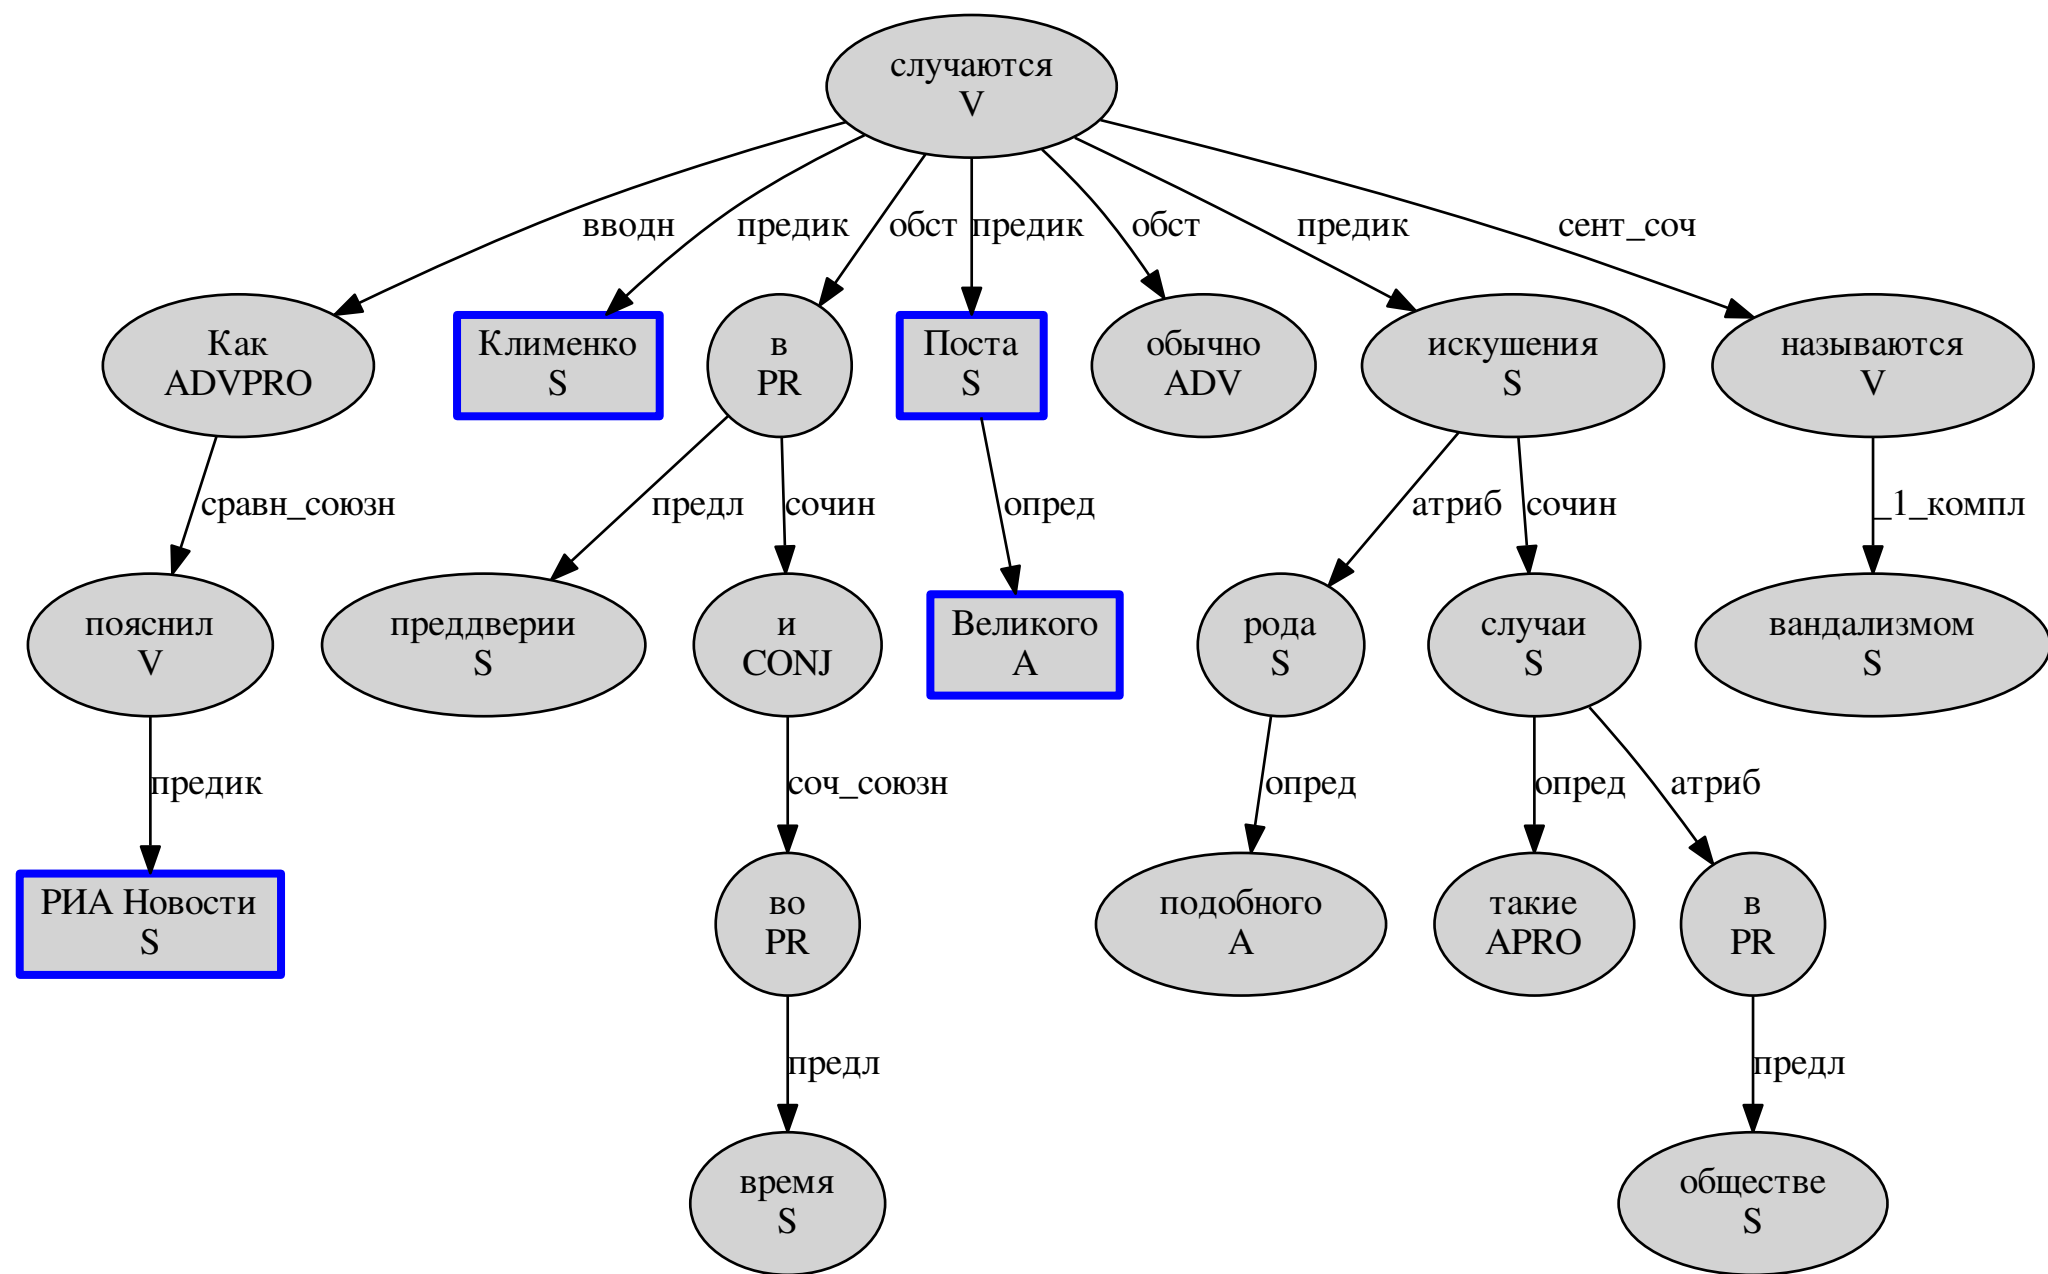 случаются
V
вводн
предик
обст
предик
обст
предик
сент_соч
Как
ADVPRO
Клименко
S
в
PR
Поста
S
обычно
ADV
искушения
S
называются
V
сравн_союзн
предл
сочин
опред
атриб
сочин
_1_компл
пояснил
V
преддверии
S
и
CONJ
Великого
A
рода
S
случаи
S
вандализмом
S
предик
соч_союзн
опред
опред
атриб
РИА Новости
S
во
PR
подобного
A
такие
APRO
в
PR
предл
предл
время
S
обществе
S